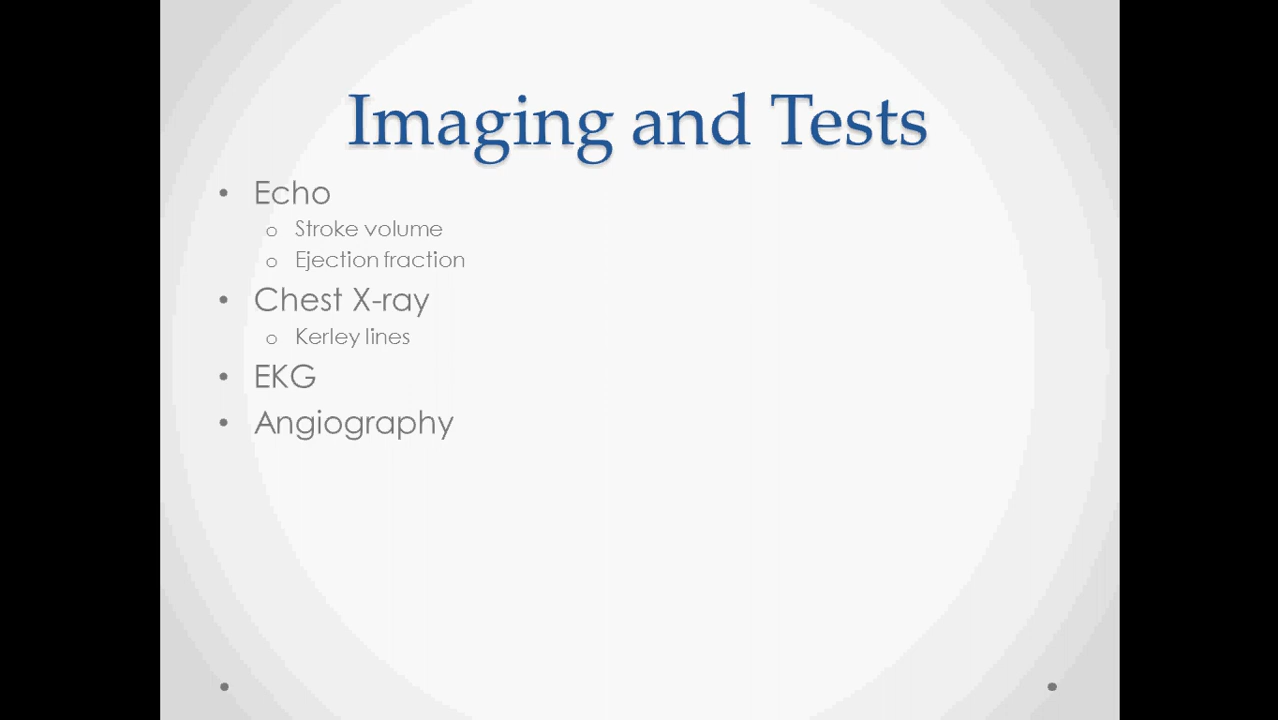 Imaging and Tests
• Echo
o Stroke volume
o Ejection fraction
• Chest X-ray
o Kerley lines
• EKG
• Angiography